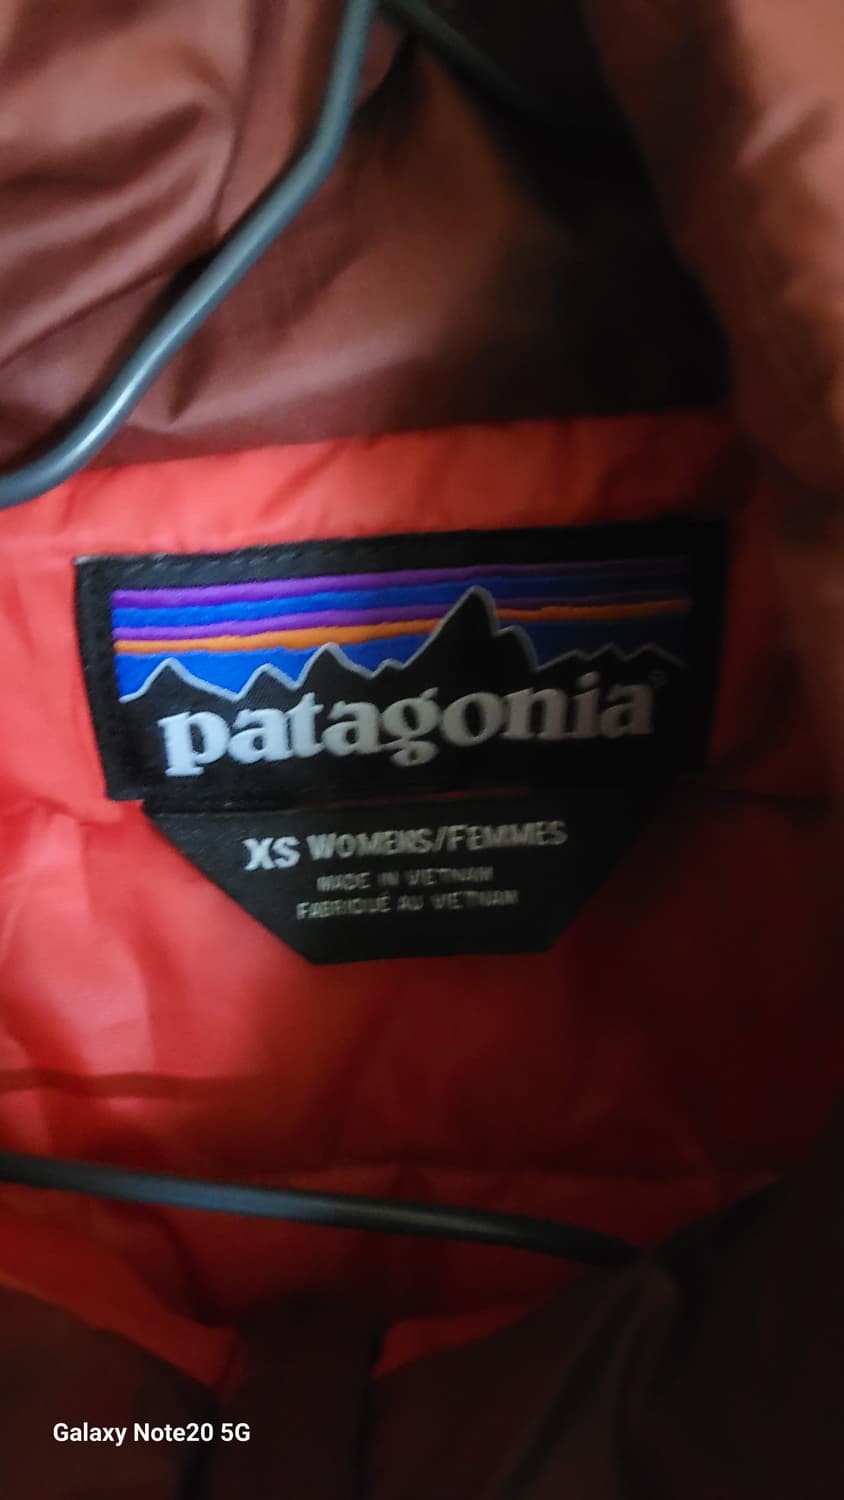 patagonia®
XS WOMENS/FEMMES
MADE IN VIETNAM
FABRIQUÉ AU VIETNAM
Galaxy Note20 5G